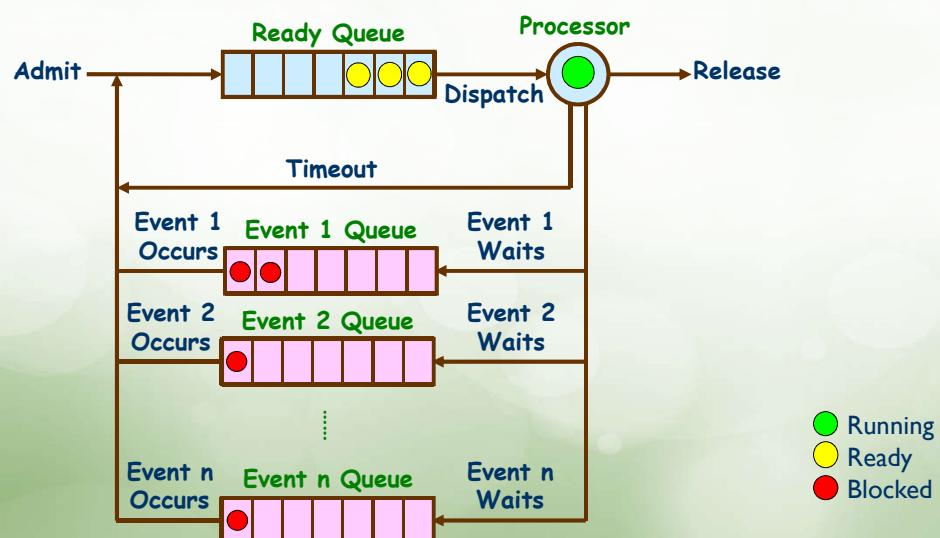 Processor
Ready Queue
Admit
Release
Dispatch
Timeout
Event 1
Occurs
Event 1 Queue
Event 1
Waits
Event 2
Occurs
Event 2 Queue
Event 2
Waits
Event n
Occurs
Event n Queue
Event n
Waits
Running
Ready
Blocked